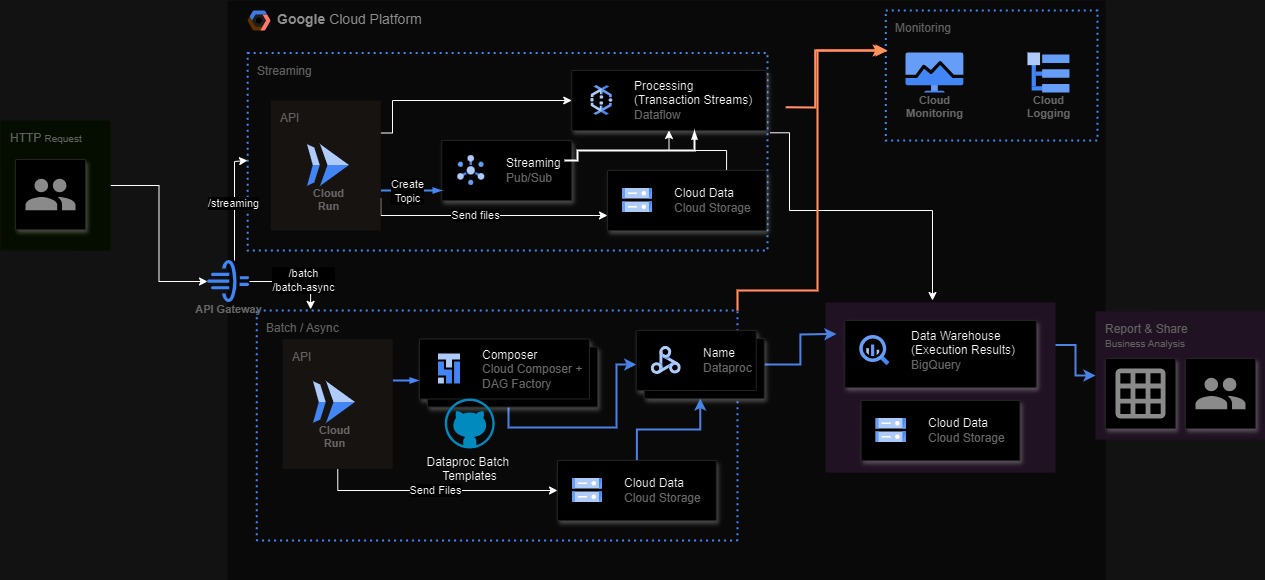 Google Cloud Platform
Monitoring
Cloud
Monitoring
Cloud
Logging
Streaming
API
Cloud
Run
Processing
(Transaction Streams)
Dataflow
Create
Topic
Streaming
Pub/Sub
Send files
Cloud Data
Cloud Storage
HTTP Request
/streaming
/batch
/batch-async
API Gateway
Batch / Async
API
Cloud
Run
Composer
Cloud Composer +
DAG Factory
Dataproc Batch
Templates
Send Files
Name
Dataproc
Cloud Data
Cloud Storage
Data Warehouse
(Execution Results)
BigQuery
Cloud Data
Cloud Storage
Report & Share
Business Analysis